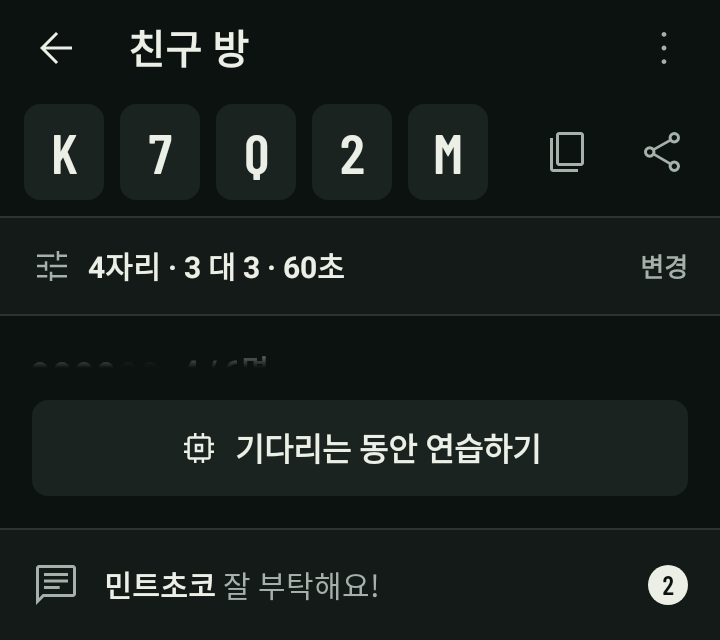 친구 방
K 7 Q 2 M
4자리 · 3 대 3 · 60초 변경
기다리는 동안 연습하기
민트초코 잘 부탁해요! 2